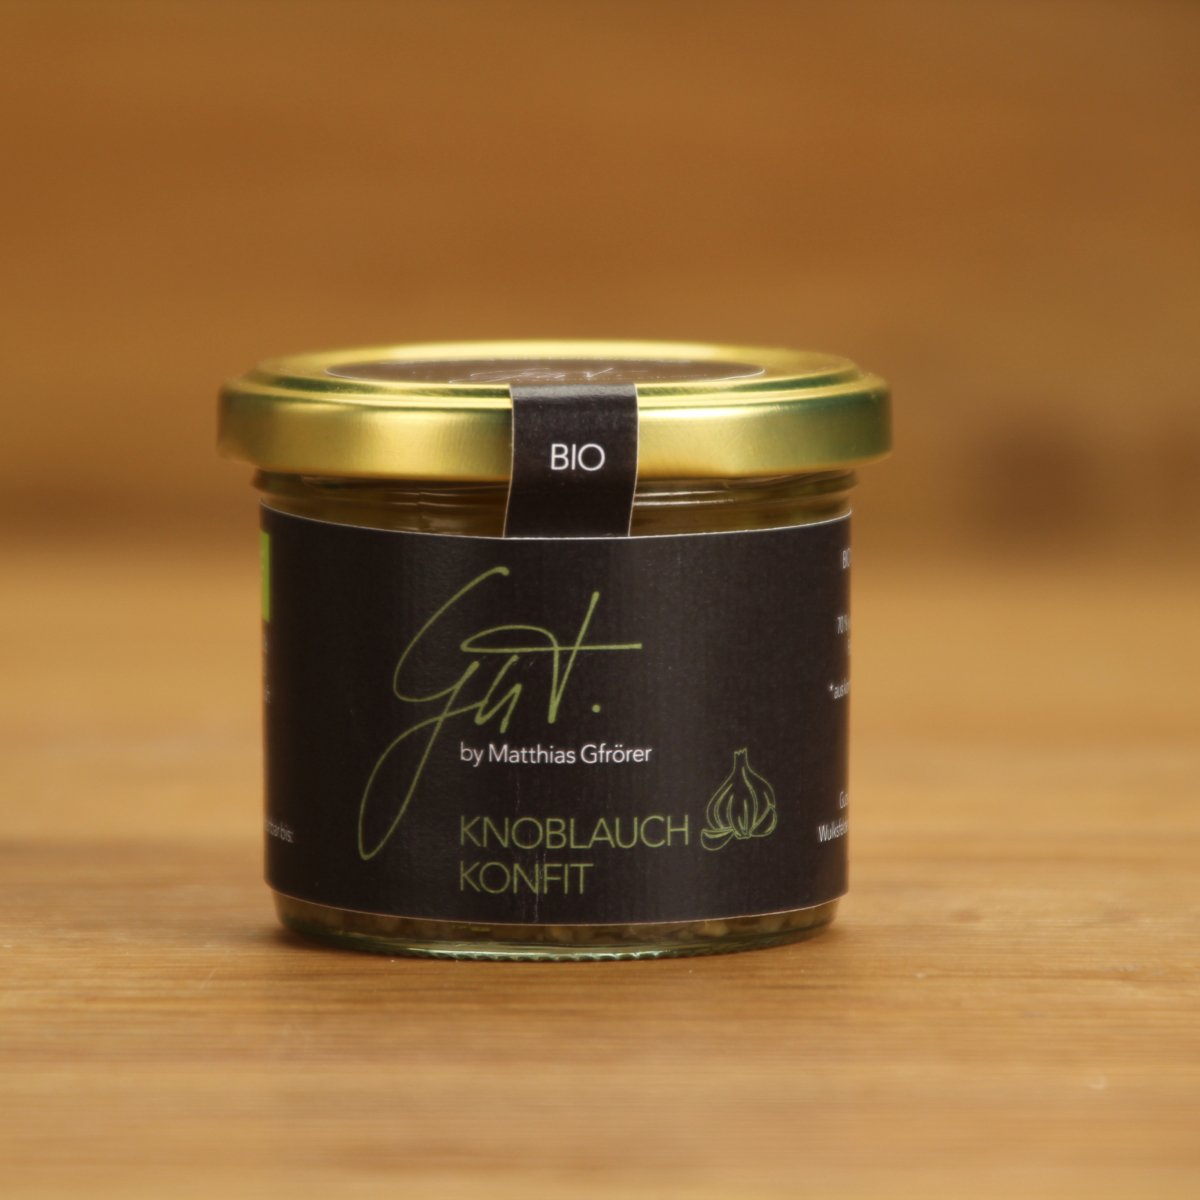 BIO
Gut.
by Matthias Gfrörer
KNOBLAUCH
KONFIT